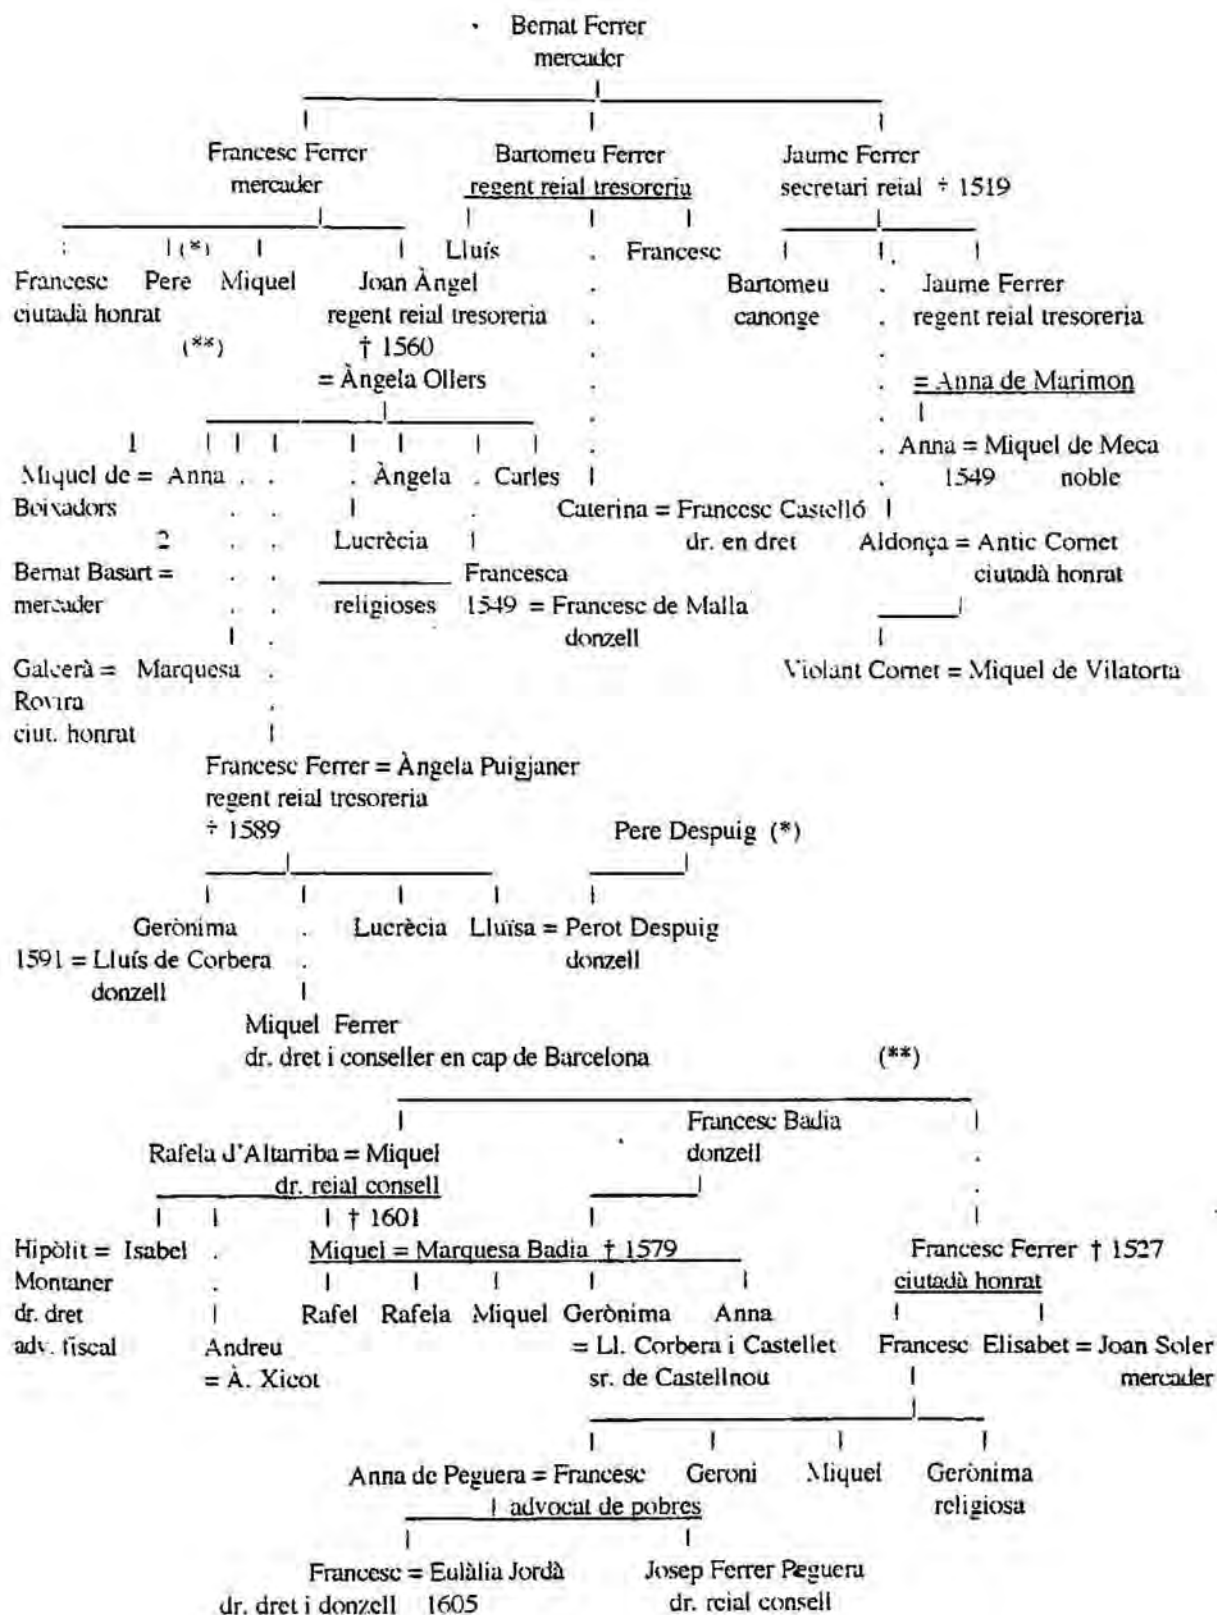 Bernat Ferrer
mercader
Francesc Ferrer Bartomeu Ferrer Jaume Ferrer
mercader regent reial tresoreria secretari reial † 1519
(*) Lluís Francesc
Francesc Pere Miquel Joan Àngel Bartomeu Jaume Ferrer
ciutadà honrat regent reial tresoreria canonge regent reial tresoreria
(**) † 1560
= Àngela Ollers = Anna de Marimon
Anna = Miquel de Meca
Miquel de = Anna Àngela Carles 1549 noble
Boixadors Caterina = Francesc Castelló
2 Lucrècia dr. en dret Aldonça = Antic Cornet
Bernat Basart = Francesca ciutadà honrat
mercader religioses 1549 = Francesc de Malla
donzell
Galcerà = Marquesa Violant Cornet = Miquel de Vilatorta
Rovira
ciut. honrat
Francesc Ferrer = Àngela Puigjaner
regent reial tresoreria
† 1589 Pere Despuig (*)
Gerònima Lucrècia Lluïsa = Perot Despuig
1591 = Lluís de Corbera donzell
donzell
Miquel Ferrer
dr. dret i conseller en cap de Barcelona (**)
Francesc Badia
Rafela d'Altarriba = Miquel donzell
dr. reial consell
† 1601
Hipòlit = Isabel Miquel = Marquesa Badia † 1579 Francesc Ferrer † 1527
Montaner ciutadà honrat
dr. dret Rafel Rafela Miquel Gerònima Anna
adv. fiscal Andreu = Ll. Corbera i Castellet Francesc Elisabet = Joan Soler
= À. Xicot sr. de Castellnou mercader
Anna de Peguera = Francesc Geroni Miquel Gerònima
advocat de pobres religiosa
Francesc = Eulàlia Jordà Josep Ferrer Peguera
dr. dret i donzell 1605 dr. reial consell